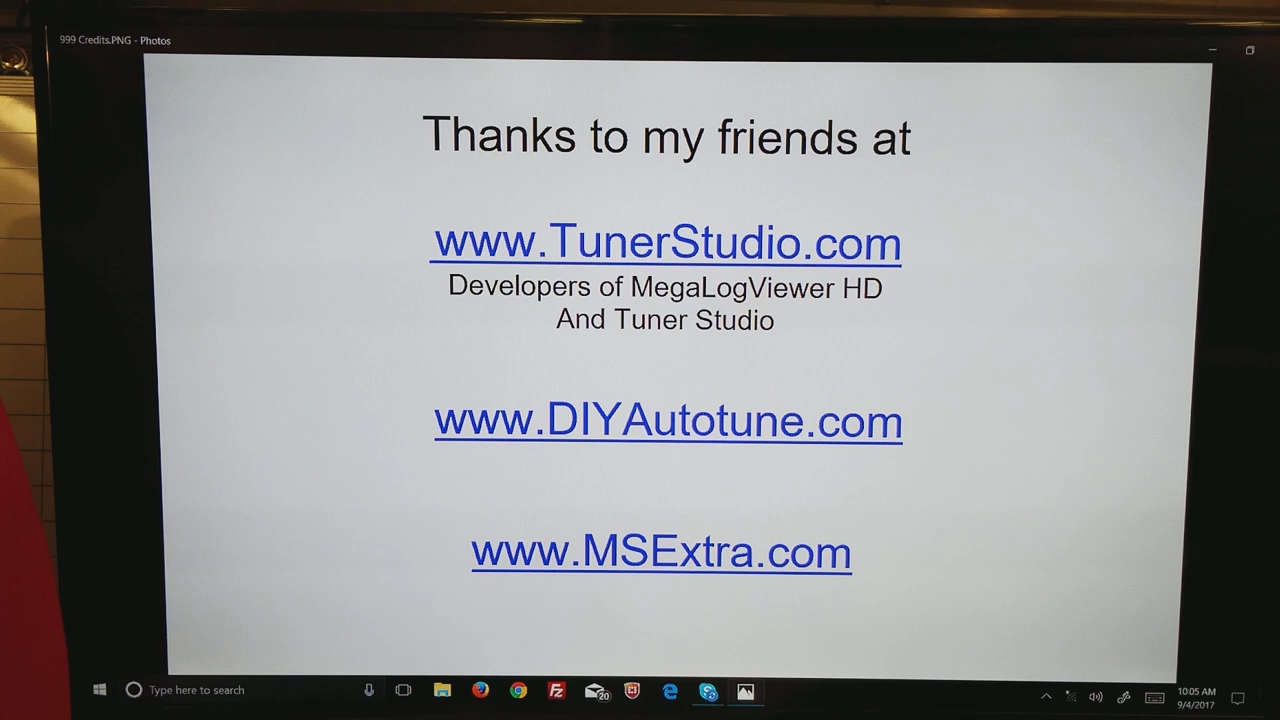 999 Credits.PNG - Photos
Thanks to my friends at
www.TunerStudio.com
Developers of MegaLogViewer HD
And Tuner Studio
www.DIYAutotune.com
www.MSExtra.com
Type here to search
20
10:05 AM
9/4/2017